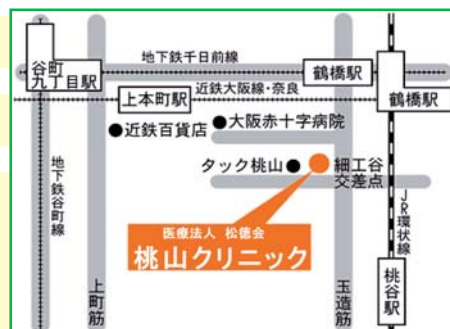 谷町
九丁目駅
地下鉄千日前線
鶴橋駅
近鉄大阪線・奈良
上本町駅
鶴橋駅
●近鉄百貨店
●大阪赤十字病院
タック桃山●
細工谷
交差点
地下鉄谷町線
上町筋
医療法人 松徳会
桃山クリニック
玉造筋
JR環状線
桃谷駅